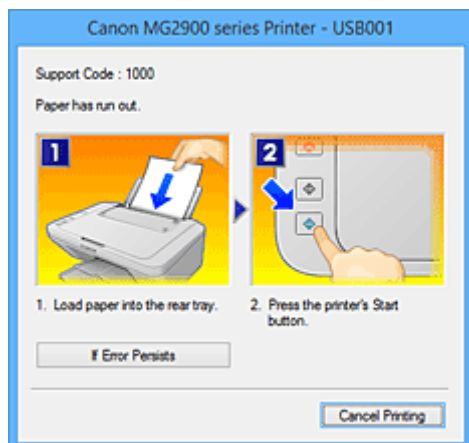 Canon MG2900 series Printer - USB001
Support Code : 1000
Paper has run out.
1
2
1. Load paper into the rear tray.
2. Press the printer's Start
button.
If Error Persists
Cancel Printing